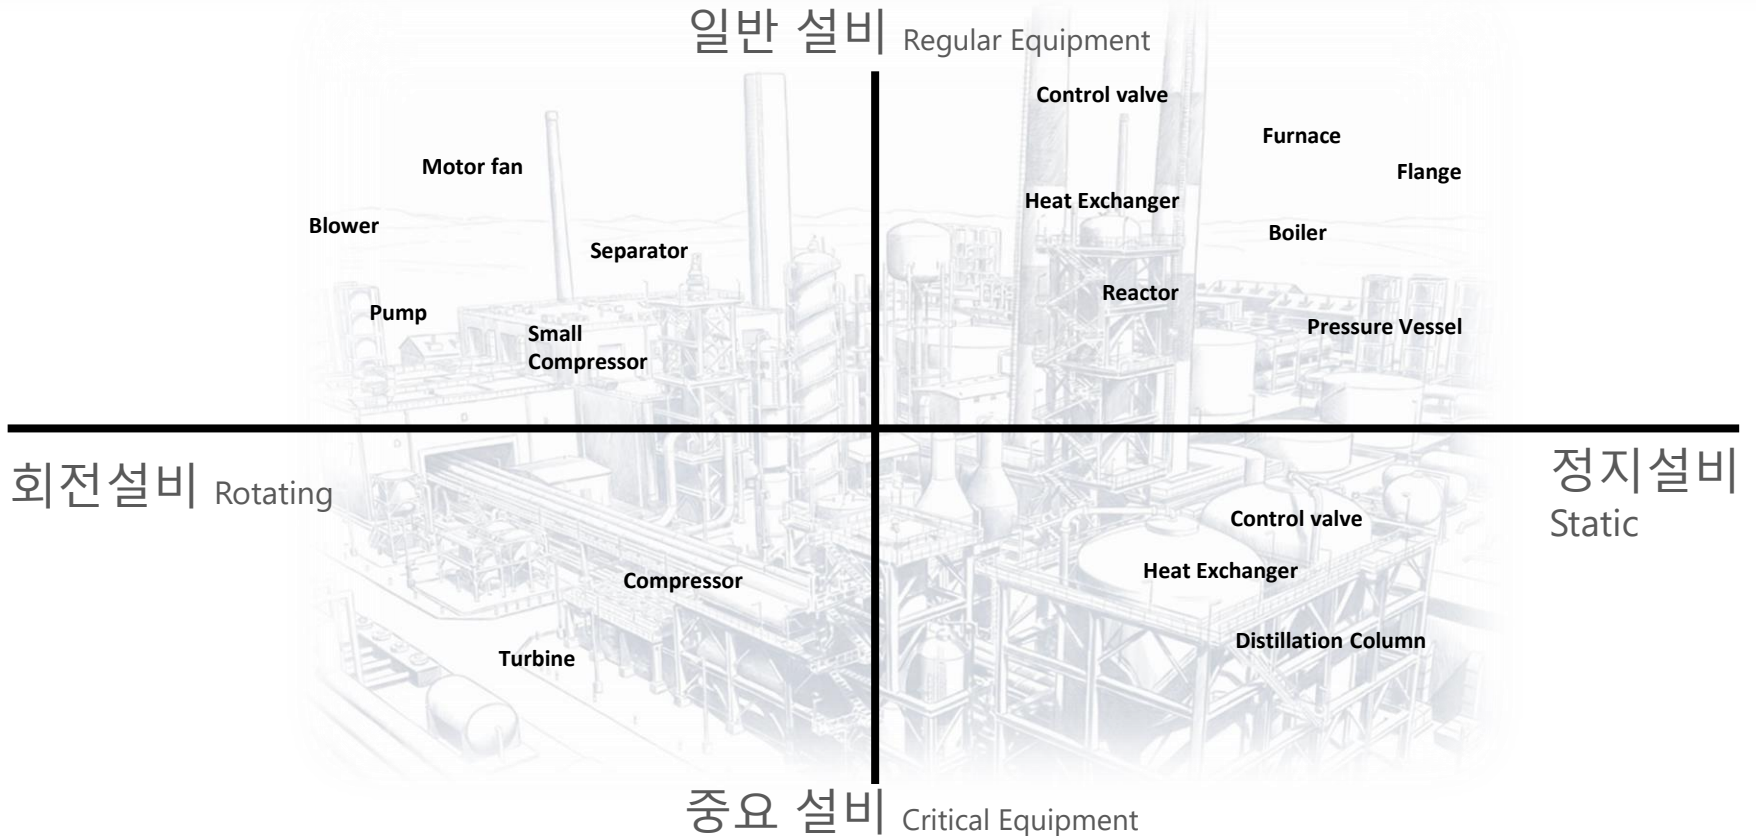 일반 설비 Regular Equipment
Control valve
Furnace
Motor fan
Flange
Heat Exchanger
Blower
Boiler
Separator
Reactor
Pump
Small
Compressor
Pressure Vessel
회전설비 Rotating
정지설비
Static
Control valve
Heat Exchanger
Compressor
Distillation Column
Turbine
중요 설비 Critical Equipment